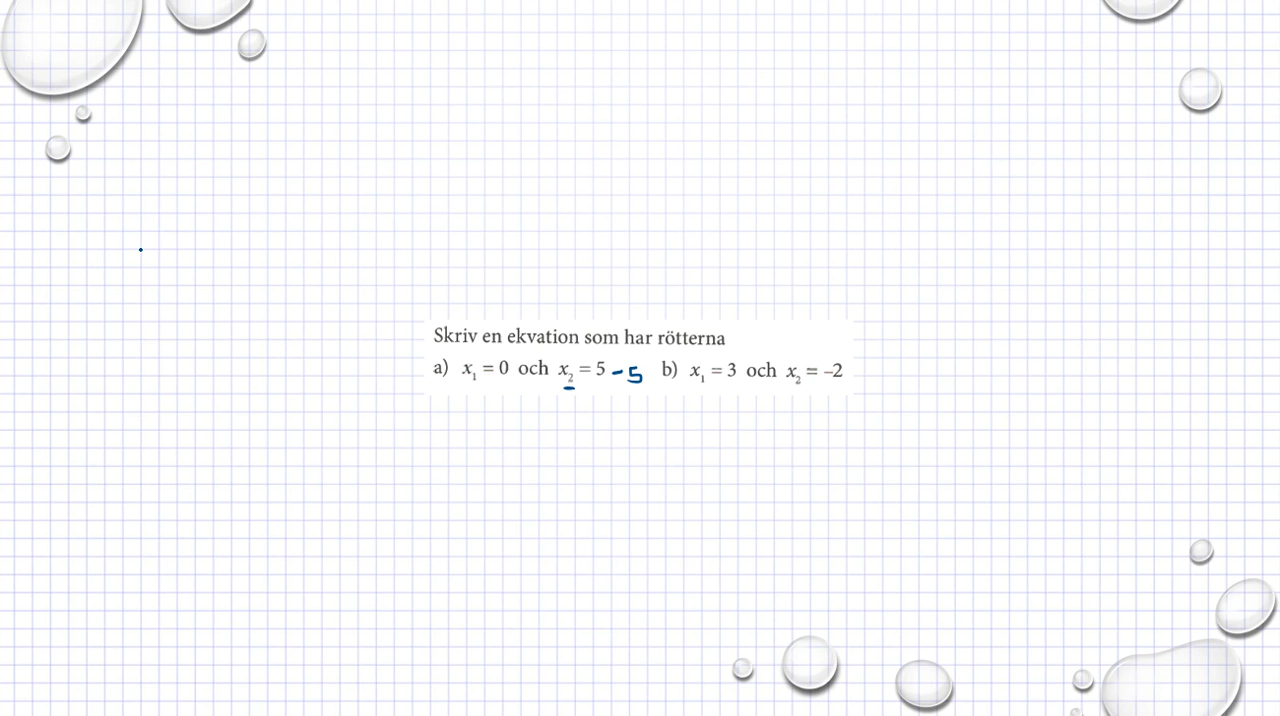 Skriv en ekvation som har rötterna
a) x₁ = 0 och x₂ = 5 - 5 b) x₁ = 3 och x₂ = –2